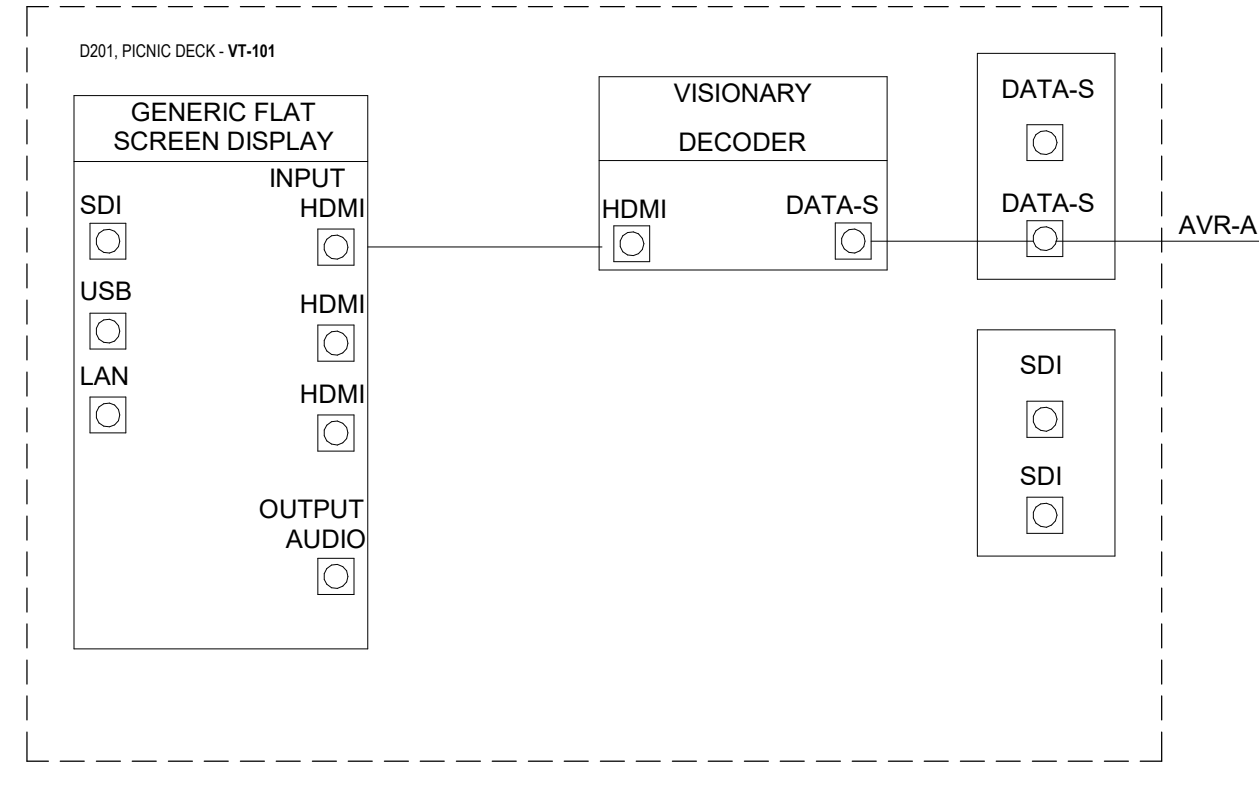 D201, PICNIC DECK - VT-101
GENERIC FLAT
SCREEN DISPLAY
INPUT
SDI
HDMI
USB
HDMI
LAN
HDMI
OUTPUT
AUDIO
VISIONARY
DECODER
HDMI
DATA-S
DATA-S
DATA-S
AVR-A
SDI
SDI